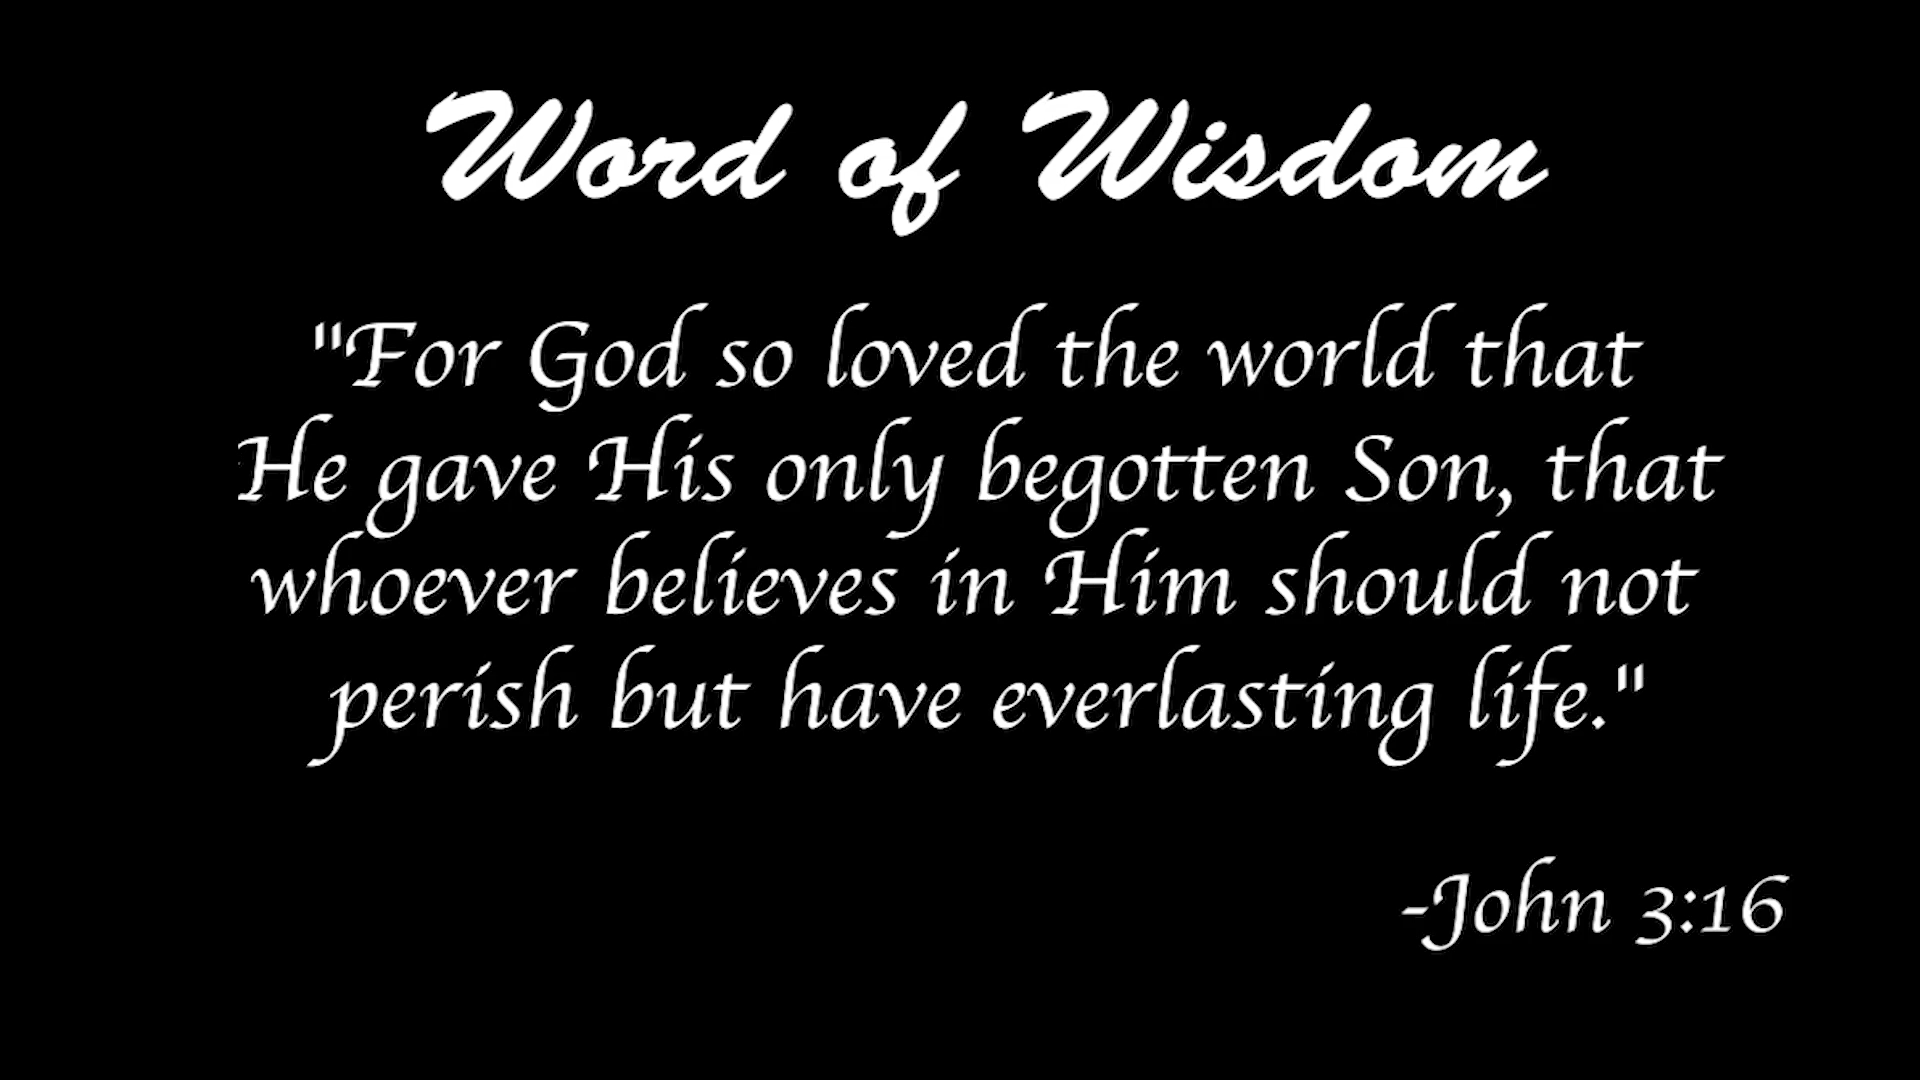 Word of Wisdom
"For God so loved the world that
He gave His only begotten Son, that
whoever believes in Him should not
perish but have everlasting life."
-John 3:16